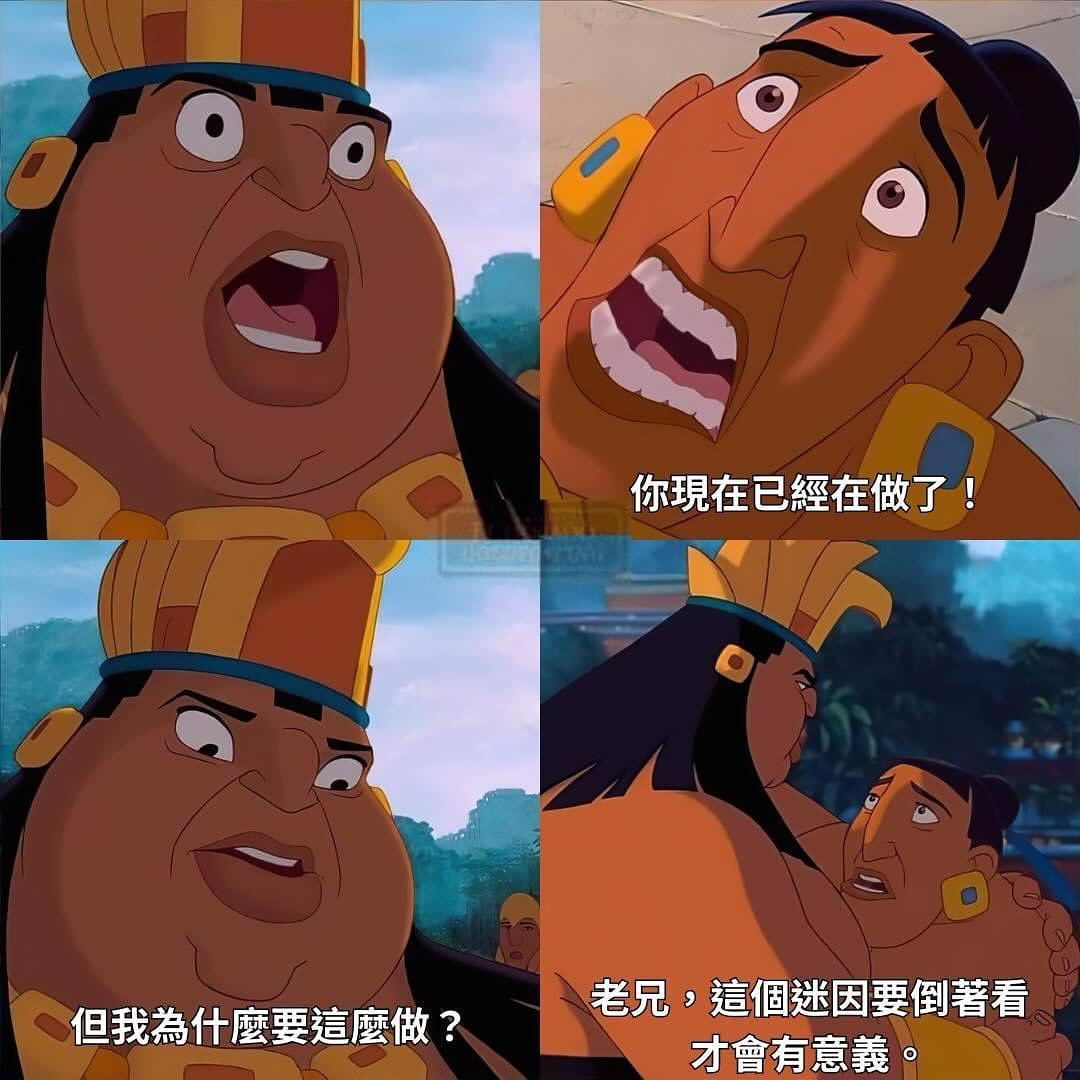 你現在已經在做了！
但我為什麼要這麼做？
老兄，這個迷因要倒著看
才會有意義。